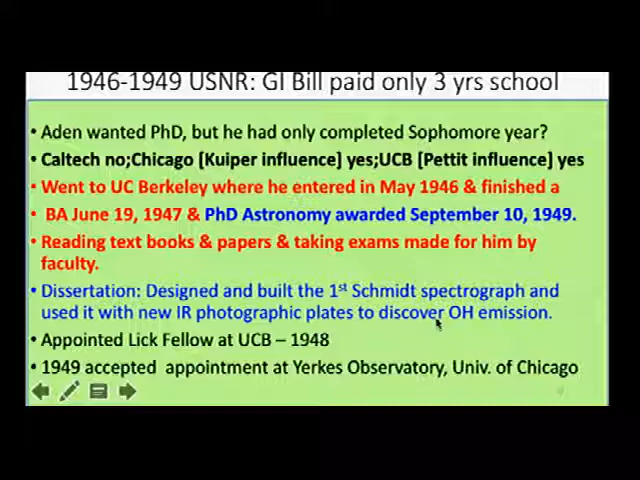 1946-1949 USNR: GI Bill paid only 3 yrs school
• Aden wanted PhD, but he had only completed Sophomore year?
• Caltech no;Chicago [Kuiper influence] yes;UCB [Pettit influence] yes
• Went to UC Berkeley where he entered in May 1946 & finished a
• BA June 19, 1947 & PhD Astronomy awarded September 10, 1949.
• Reading text books & papers & taking exams made for him by
faculty.
• Dissertation: Designed and built the 1st Schmidt spectrograph and
used it with new IR photographic plates to discover OH emission.
• Appointed Lick Fellow at UCB – 1948
• 1949 accepted appointment at Yerkes Observatory, Univ. of Chicago